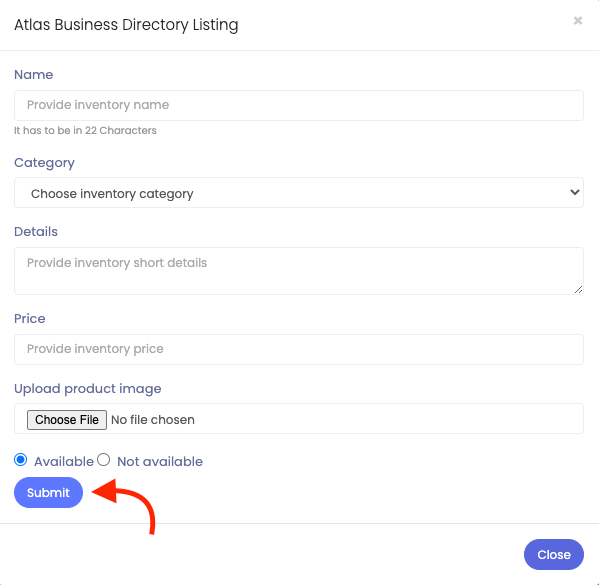 Atlas Business Directory Listing
×
Name
Provide inventory name
It has to be in 22 Characters
Category
Choose inventory category
Details
Provide inventory short details
Price
Provide inventory price
Upload product image
Choose File No file chosen
Available Not available
Submit
Close